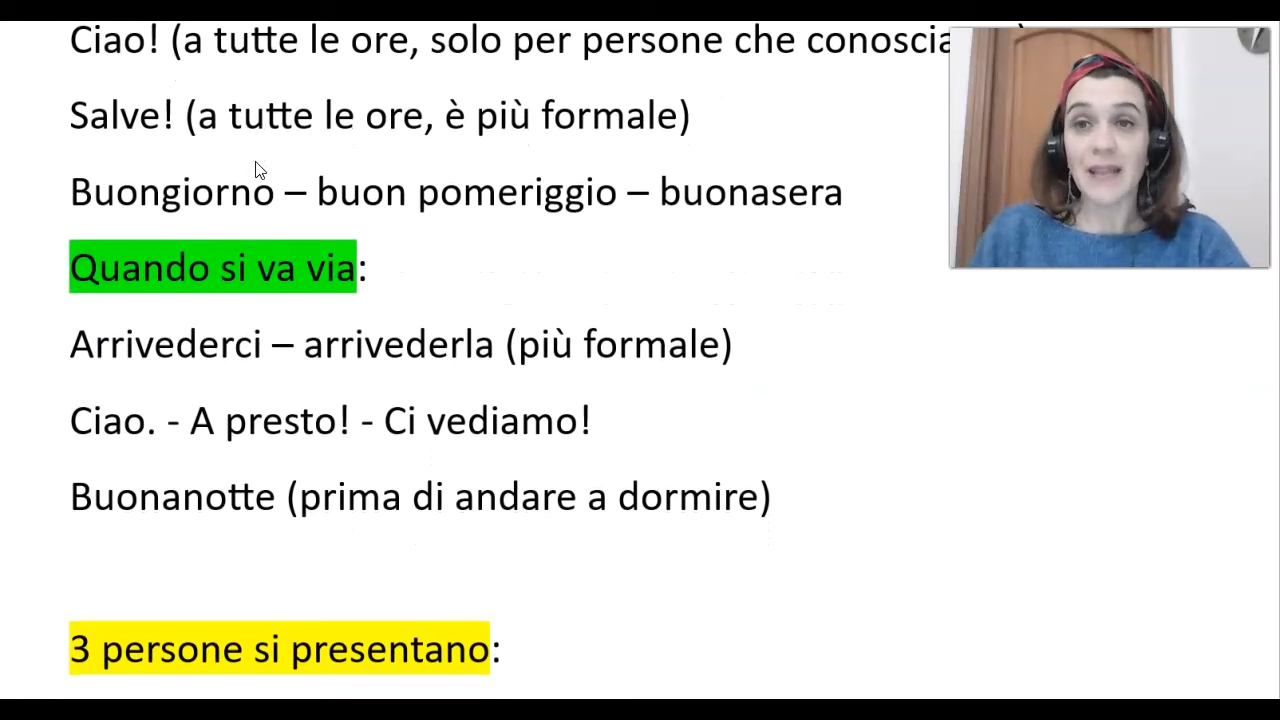 Ciao! (a tutte le ore, solo per persone che
Salve! (a tutte le ore, è più formale)
Buongiorno – buon pomeriggio – buonasera
Quando si va via:
Arrivederci – arrivederla (più formale)
Ciao. - A presto! - Ci vediamo!
Buonanotte (prima di andare a dormire)
3 persone si presentano: